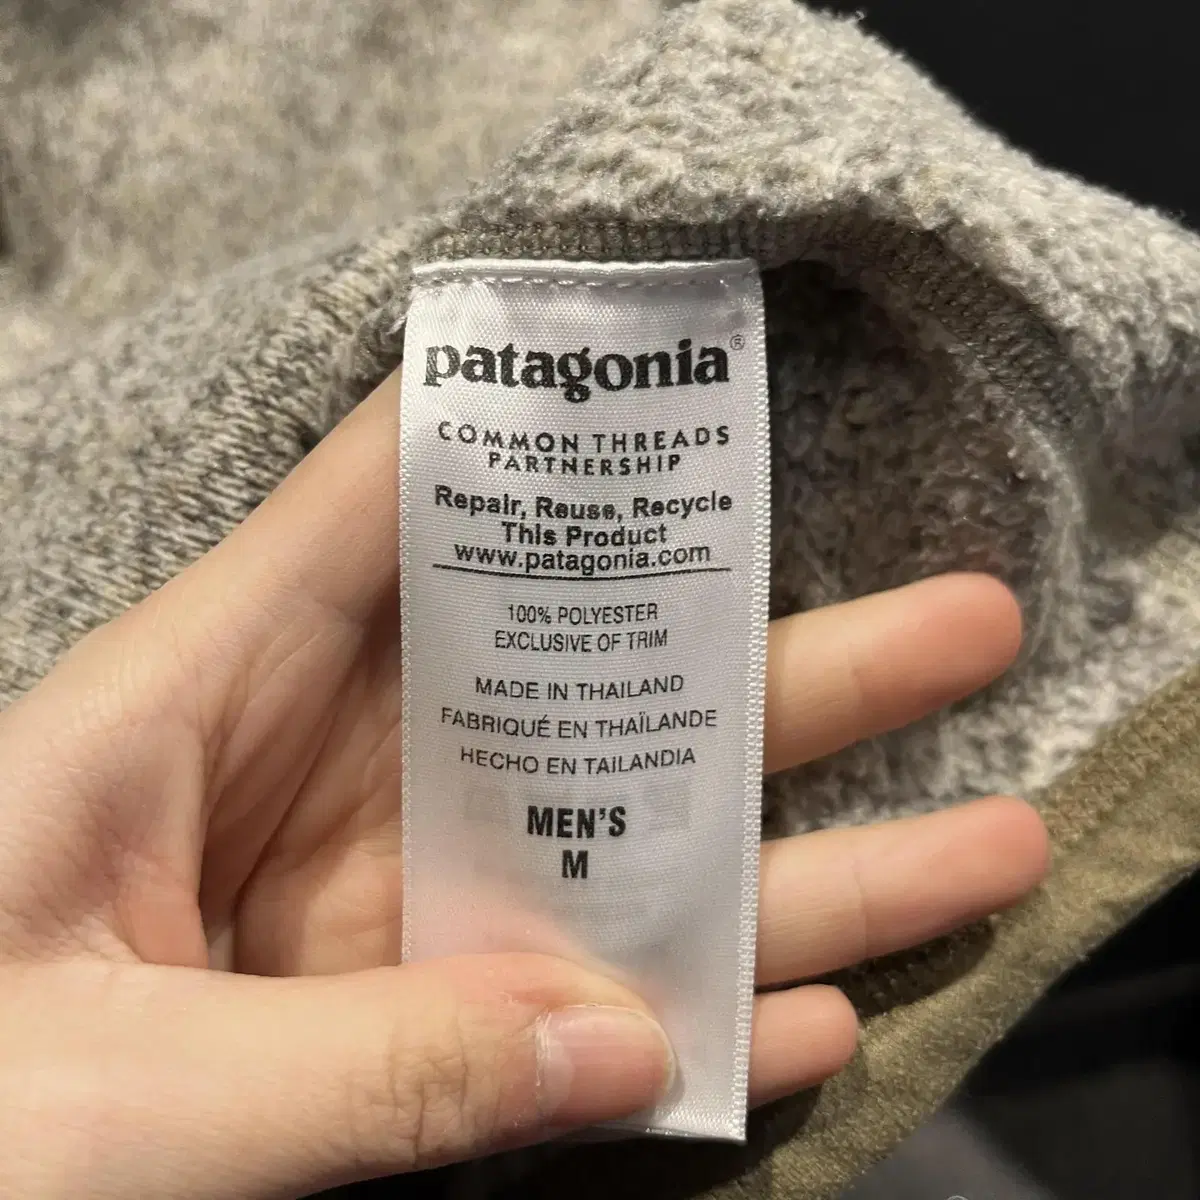 patagonia®
COMMON THREADS
PARTNERSHIP
Repair, Reuse, Recycle
This Product
www.patagonia.com
100% POLYESTER
EXCLUSIVE OF TRIM
MADE IN THAILAND
FABRIQUÉ EN THAÏLANDE
HECHO EN TAILANDIA
MEN'S
M